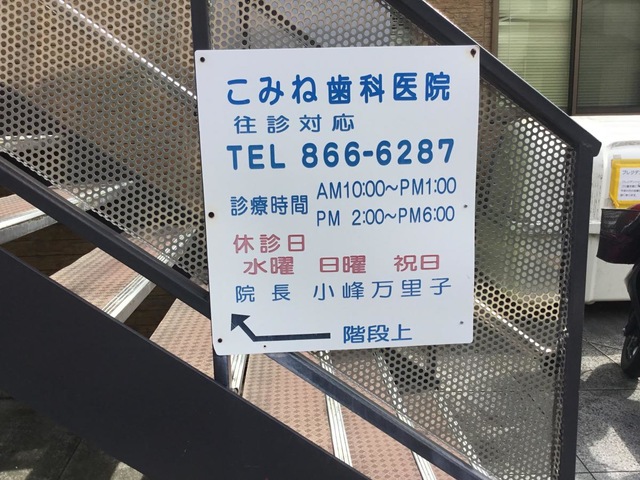 こみね歯科医院
往診対応
TEL 866-6287
診療時間 AM10:00〜PM1:00
PM 2:00〜PM6:00
休診日
水曜 日曜 祝日
院長 小峰万里子
階段上